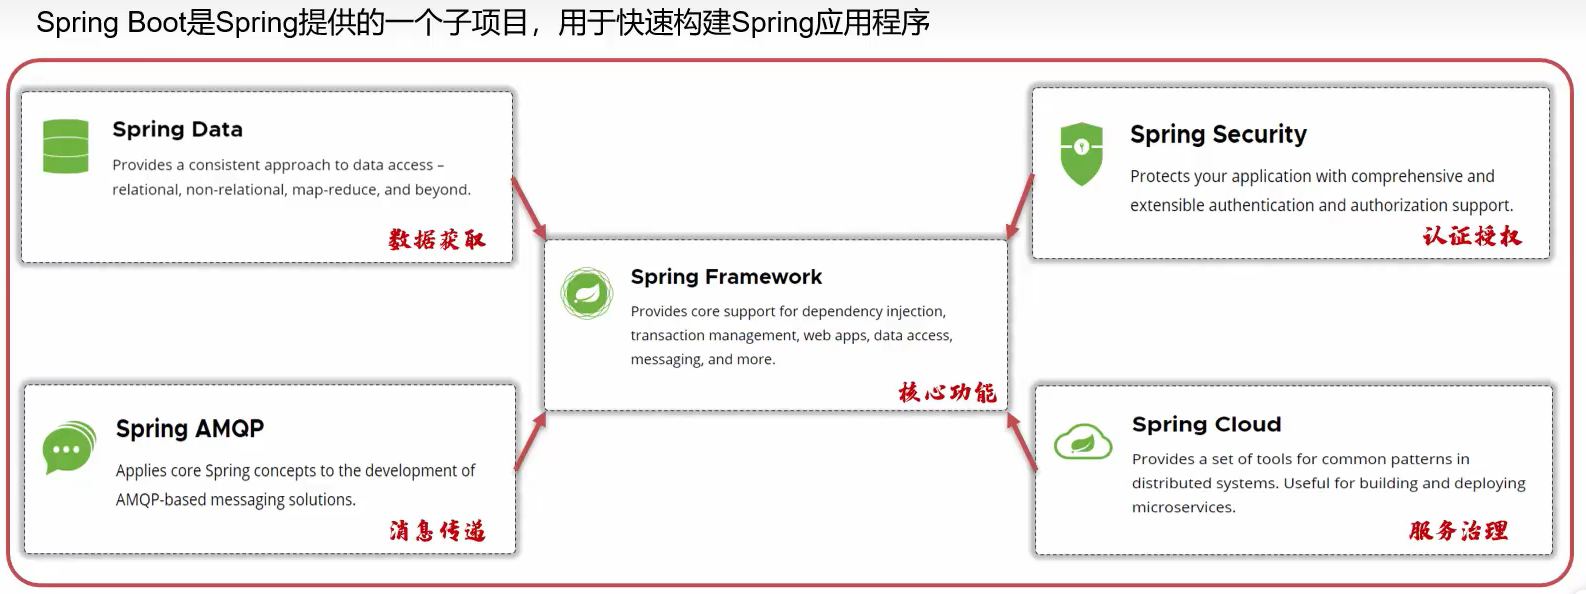 Spring Boot是Spring提供的一个子项目，用于快速构建Spring应用程序
Spring Data
Provides a consistent approach to data access –
relational, non-relational, map-reduce, and beyond.
数据获取
Spring Security
Protects your application with comprehensive and
extensible authentication and authorization support.
认证授权
Spring Framework
Provides core support for dependency injection,
transaction management, web apps, data access,
messaging, and more.
核心功能
Spring AMQP
Applies core Spring concepts to the development of
AMQP-based messaging solutions.
消息传递
Spring Cloud
Provides a set of tools for common patterns in
distributed systems. Useful for building and deploying
microservices.
服务治理